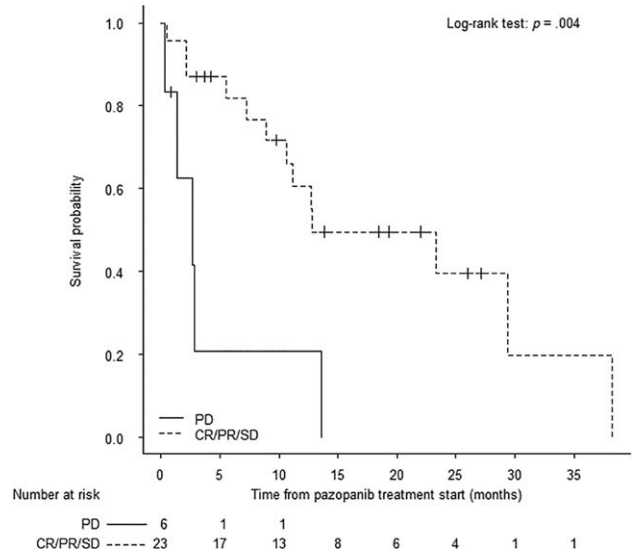 Log-rank test: p = .004
1.0
0.8
0.6
0.4
0.2
0.0
Survival probability
PD
CR/PR/SD
0 5 10 15 20 25 30 35
Number at risk Time from pazopanib treatment start (months)
PD 6 1 1
CR/PR/SD 23 17 13 8 6 4 1 1